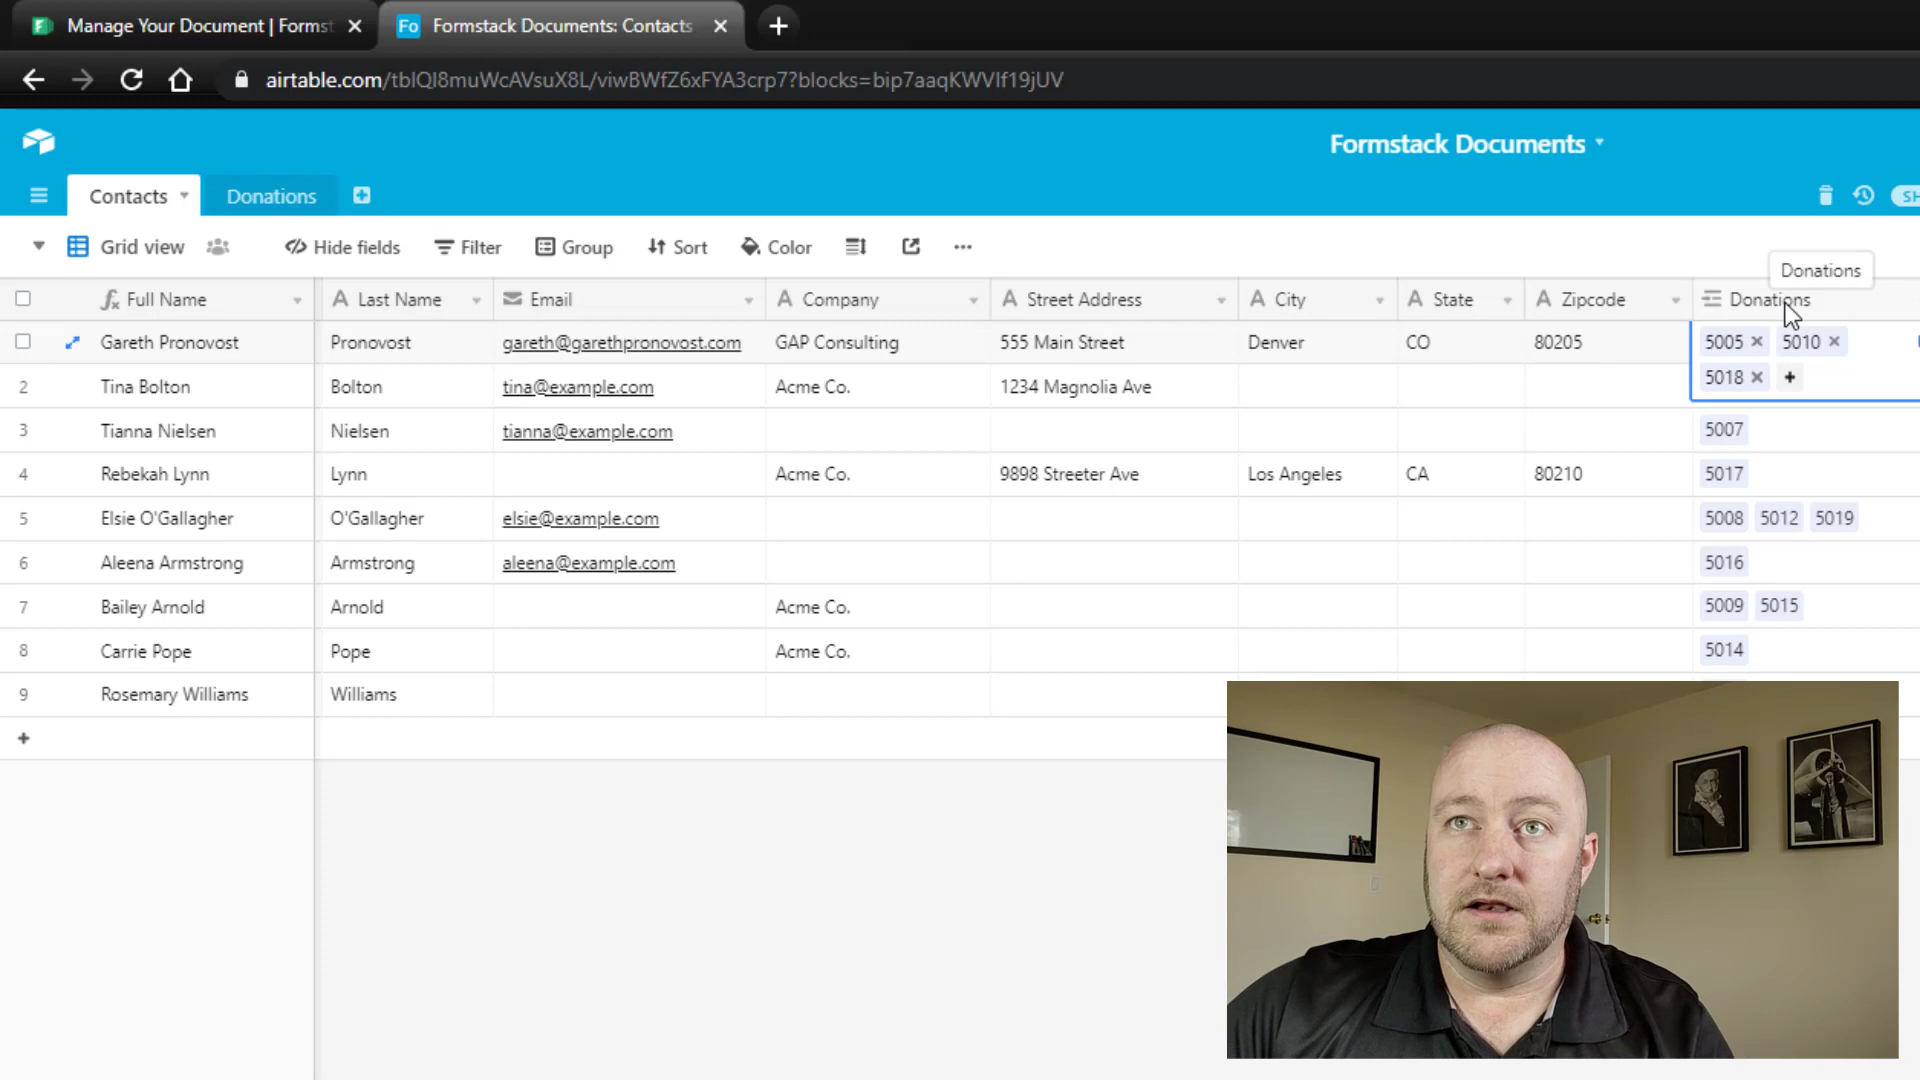 Manage Your Document | Formst
Fo Formstack Documents: Contacts
airtable.com/tblQl8muWcAVsuX8L/viwBWfZ6xFYA3crp7?blocks=bip7aaqKWVIf19jUV
Formstack Documents
Contacts Donations SH
Grid view Hide fields Filter Group Sort Color
Donations
Full Name Last Name Email Company Street Address City State Zipcode Donations
Gareth Pronovost Pronovost gareth@garethpronovost.com GAP Consulting 555 Main Street Denver CO 80205 5005 5010
5018
2 Tina Bolton Bolton tina@example.com Acme Co. 1234 Magnolia Ave
3 Tianna Nielsen Nielsen tianna@example.com 5007
4 Rebekah Lynn Lynn Acme Co. 9898 Streeter Ave Los Angeles CA 80210 5017
5 Elsie O'Gallagher O'Gallagher elsie@example.com 5008 5012 5019
6 Aleena Armstrong Armstrong aleena@example.com 5016
7 Bailey Arnold Arnold Acme Co. 5009 5015
8 Carrie Pope Pope Acme Co. 5014
9 Rosemary Williams Williams